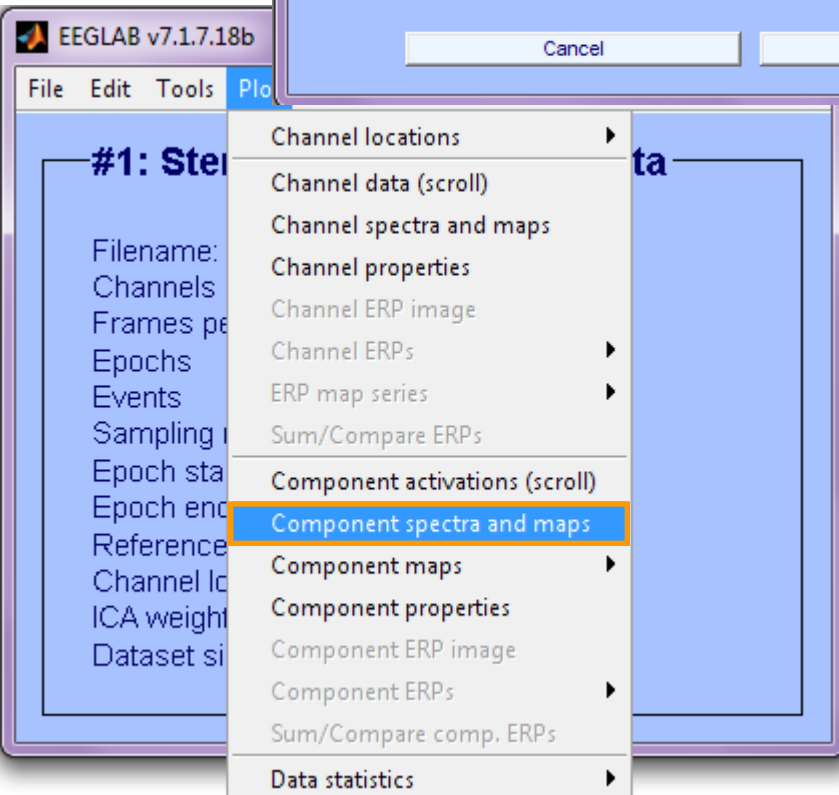 Cancel
EEGLAB v7.1.7.18b
File Edit Tools Plo
#1: Ster ta
Filename:
Channels
Frames pe
Epochs
Events
Sampling
Epoch sta
Epoch end
Reference
Channel lo
ICA weight
Dataset si
Channel locations
Channel data (scroll)
Channel spectra and maps
Channel properties
Channel ERP image
Channel ERPs
ERP map series
Sum/Compare ERPs
Component activations (scroll)
Component spectra and maps
Component maps
Component properties
Component ERP image
Component ERPs
Sum/Compare comp. ERPs
Data statistics